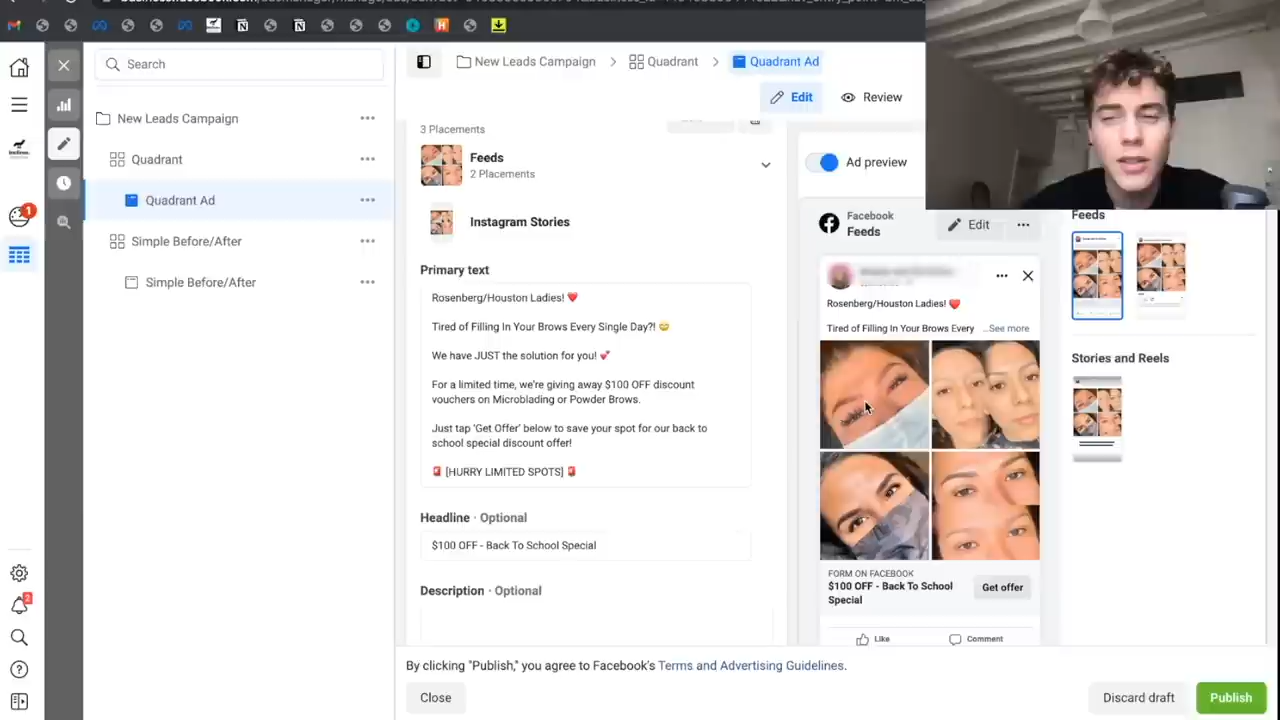 Search
New Leads Campaign
Quadrant
Quadrant Ad
Simple Before/After
Simple Before/After
New Leads Campaign > Quadrant > Quadrant Ad
Edit
Review
3 Placements
Feeds
2 Placements
Instagram Stories
Primary text
Rosenberg/Houston Ladies! ❤️
Tired of Filling In Your Brows Every Single Day?! 😅
We have JUST the solution for you! 💕
For a limited time, we're giving away $100 OFF discount
vouchers on Microblading or Powder Brows.
Just tap 'Get Offer' below to save your spot for our back to
school special discount offer!
🚨 [HURRY LIMITED SPOTS] 🚨
Headline · Optional
$100 OFF - Back To School Special
Description · Optional
Ad preview
Facebook
Feeds
Edit
Rosenberg/Houston Ladies! ❤️
Tired of Filling In Your Brows Every ...See more
FORM ON FACEBOOK
$100 OFF - Back To School
Special
Get offer
Like
Comment
Feeds
Stories and Reels
By clicking "Publish," you agree to Facebook's Terms and Advertising Guidelines.
Close
Discard draft
Publish
1
2